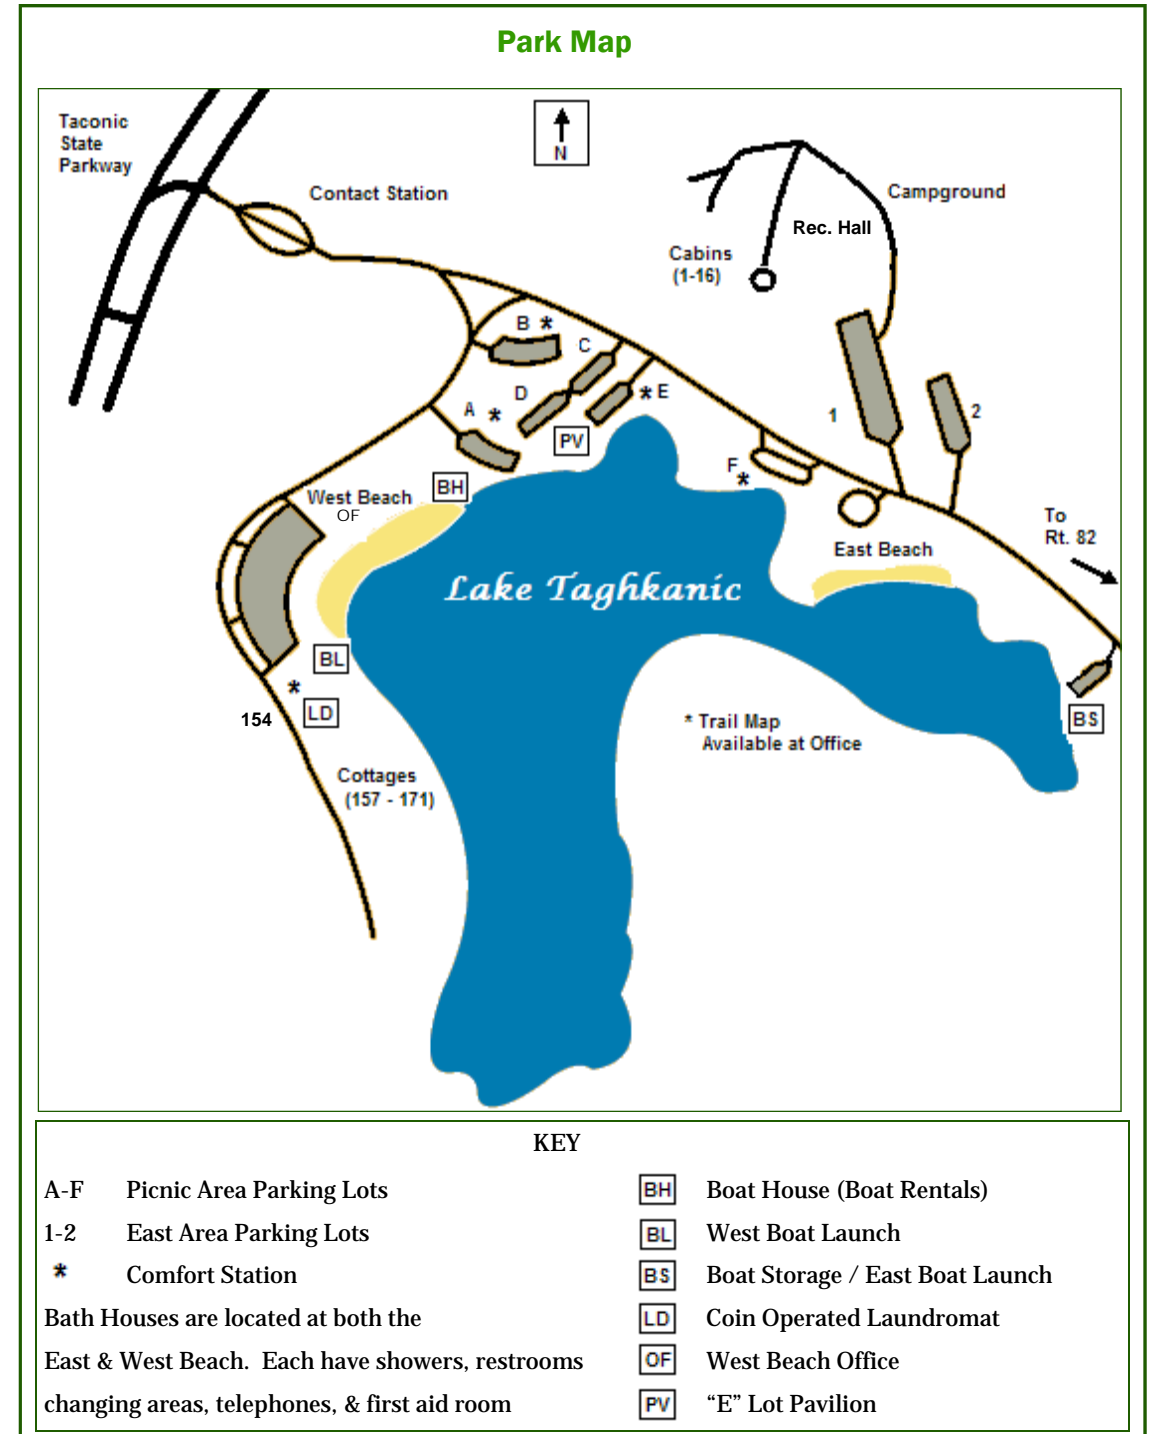 Park Map
Taconic
State
Parkway
N
Contact Station
Campground
Rec. Hall
Cabins
(1-16)
B *
C
D
* E
A *
PV
1
2
F
*
BH
West Beach
OF
To
Rt. 82
East Beach
Lake Taghkanic
BL
*
LD
154
BS
* Trail Map
Available at Office
Cottages
(157 - 171)
KEY
A-F Picnic Area Parking Lots
1-2 East Area Parking Lots
* Comfort Station
Bath Houses are located at both the
East & West Beach. Each have showers, restrooms
changing areas, telephones, & first aid room
BH Boat House (Boat Rentals)
BL West Boat Launch
BS Boat Storage / East Boat Launch
LD Coin Operated Laundromat
OF West Beach Office
PV “E” Lot Pavilion